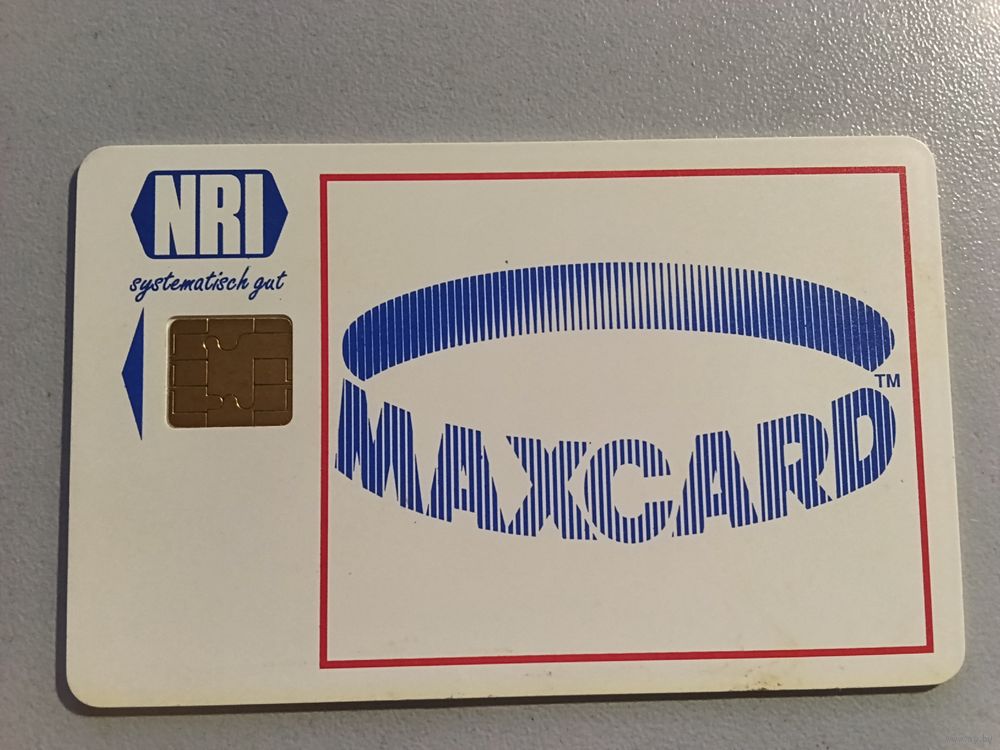 NRI
systematisch gut
MAXCARD™